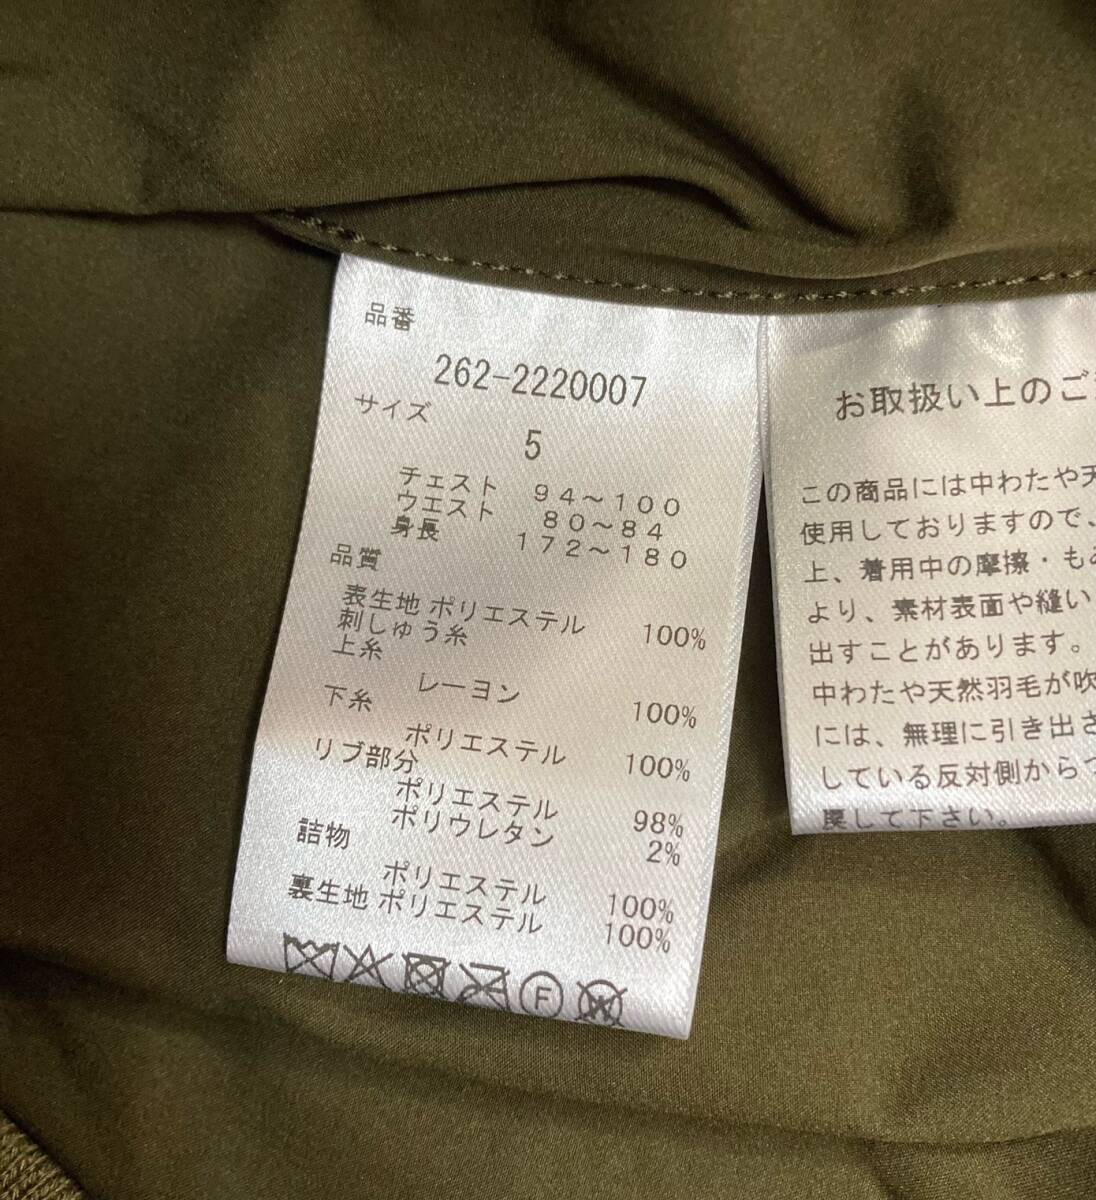 品番
262-2220007
サイズ
5
チェスト 94～100
ウエスト 80～84
身長 172～180
品質
表生地 ポリエステル 100%
刺しゅう糸
上糸
レーヨン 100%
下糸
ポリエステル 100%
リブ部分
ポリエステル 98%
ポリウレタン 2%
詰物
ポリエステル 100%
裏生地 ポリエステル 100%
F
W
お取扱い上のご
この商品には中わたや天
使用しておりますので、
上、着用中の摩擦・もみ
より、素材表面や縫い
出すことがあります。
中わたや天然羽毛が吹
には、無理に引き出さ
している反対側からつ
戻して下さい。